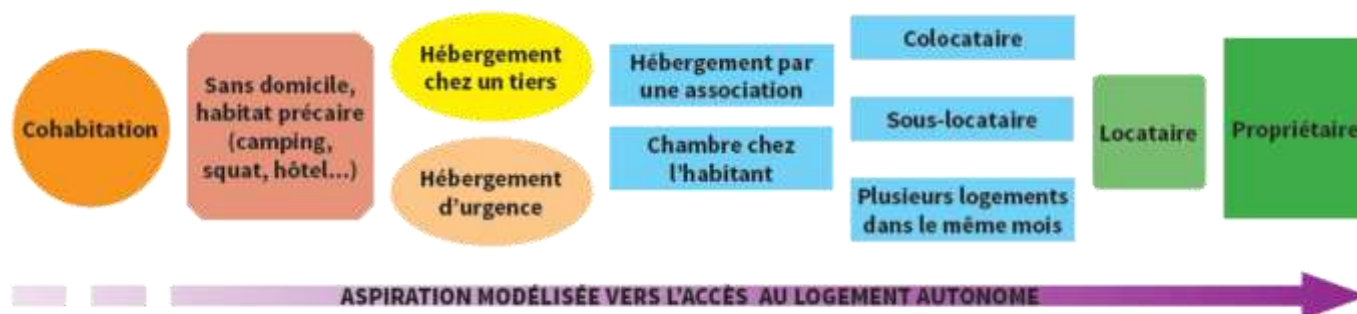 Cohabitation
Sans domicile,
habitat précaire
(camping,
squat, hôtel...)
Hébergement
chez un tiers
Hébergement
d'urgence
Hébergement par
une association
Chambre chez
l'habitant
Colocataire
Sous-locataire
Plusieurs logements
dans le même mois
Locataire
Propriétaire
ASPIRATION MODÉLISÉE VERS L'ACCÈS AU LOGEMENT AUTONOME